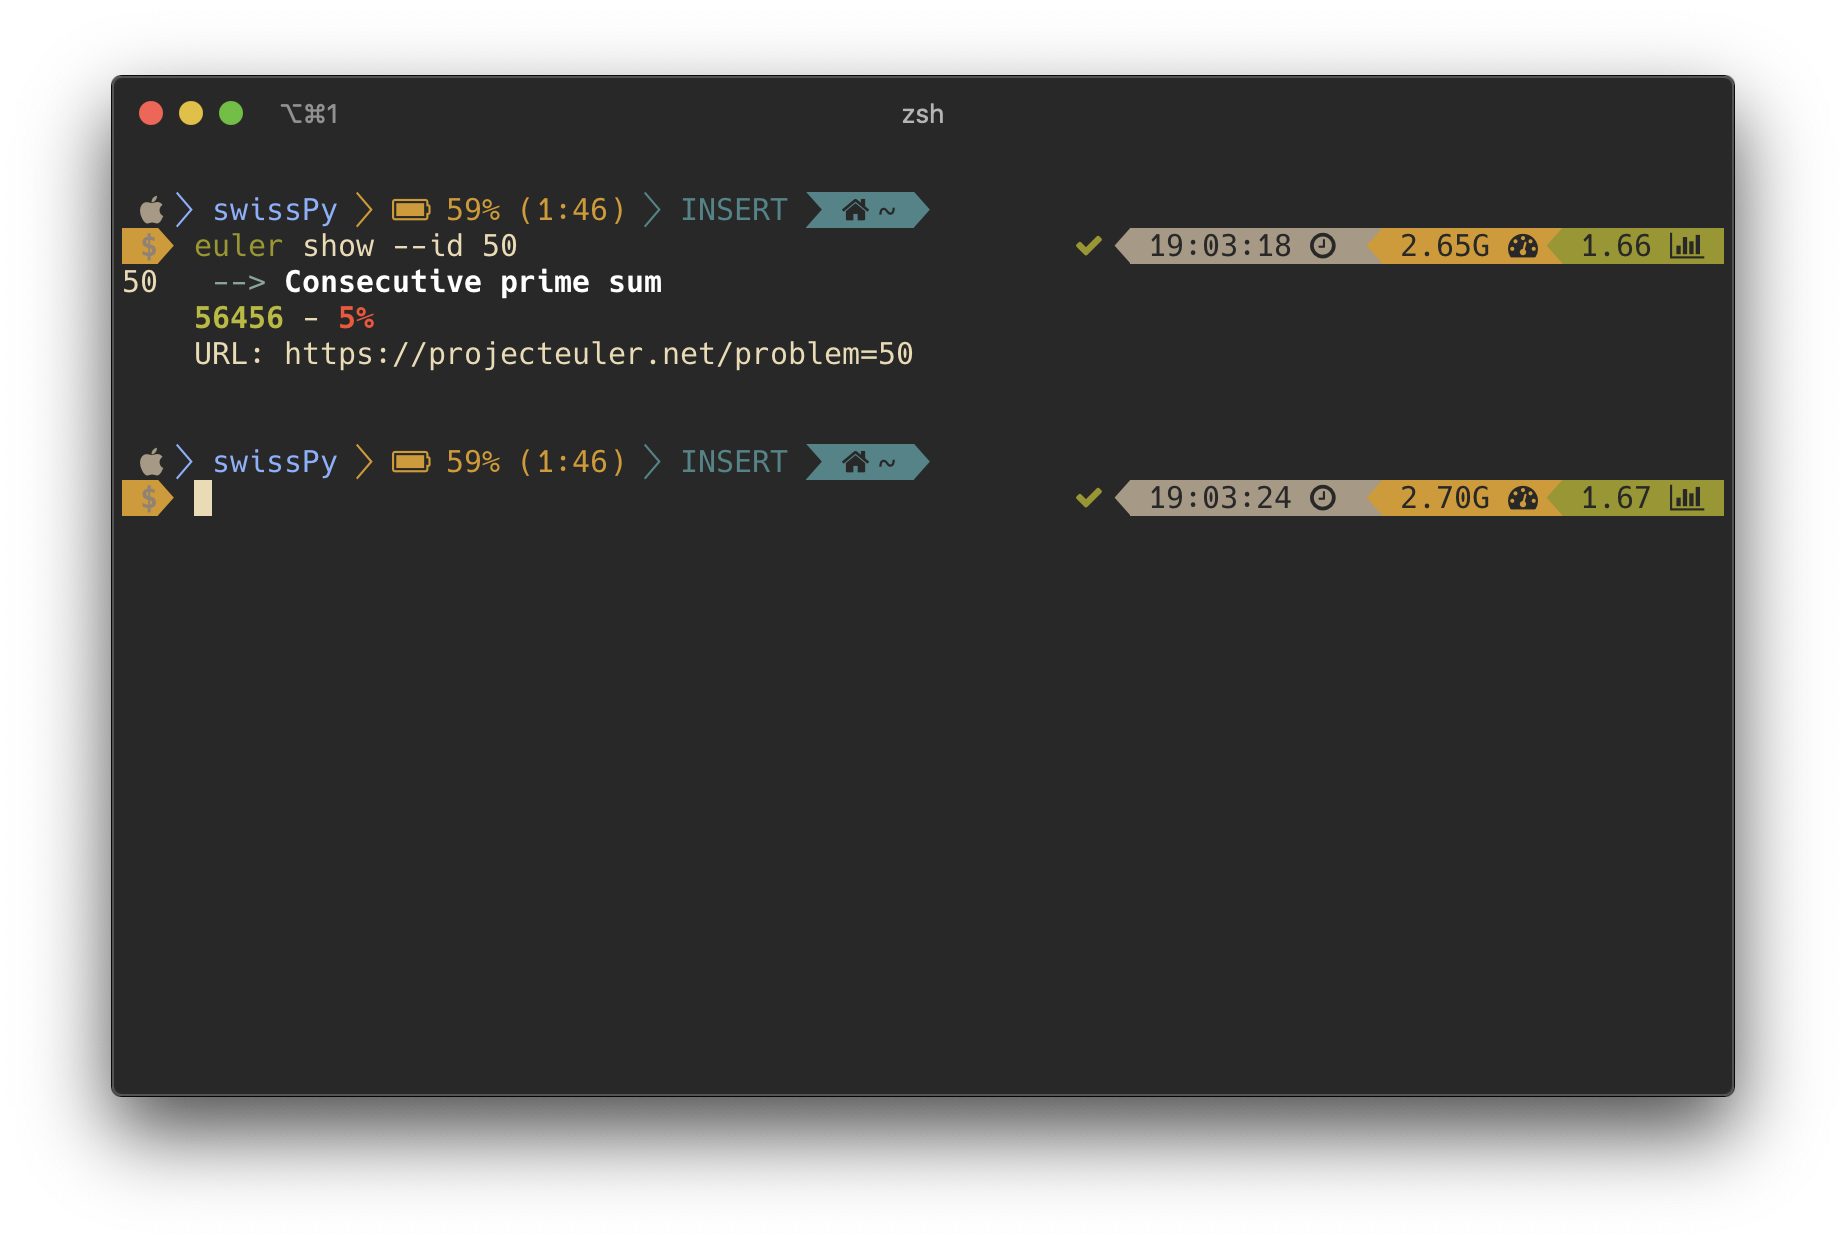 ⌥⌘1 zsh
swissPy 59% (1:46) INSERT ~
$ euler show --id 50 ✔ 19:03:18 2.65G 1.66
50 --> Consecutive prime sum
56456 - 5%
URL: https://projecteuler.net/problem=50
swissPy 59% (1:46) INSERT ~
$ ✔ 19:03:24 2.70G 1.67